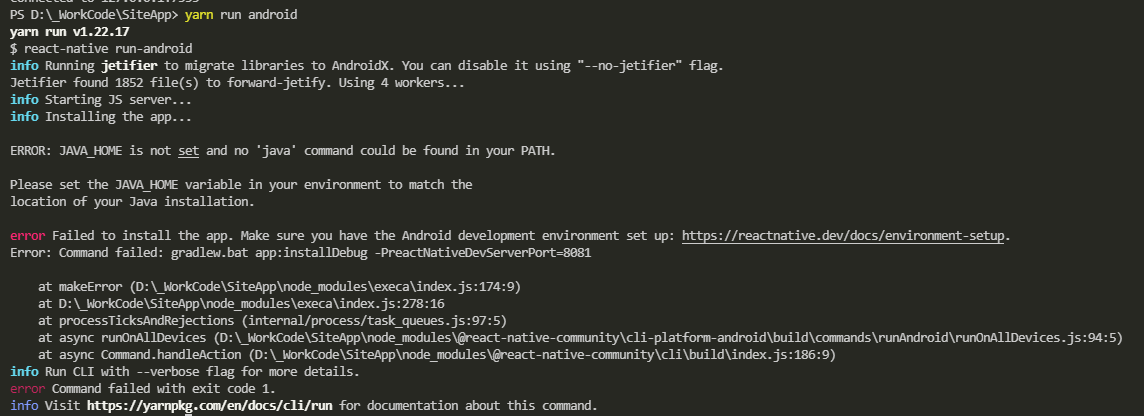 PS D:\_WorkCode\SiteApp> yarn run android
yarn run v1.22.17
$ react-native run-android
info Running jetifier to migrate libraries to AndroidX. You can disable it using "--no-jetifier" flag.
Jetifier found 1852 file(s) to forward-jetify. Using 4 workers...
info Starting JS server...
info Installing the app...
ERROR: JAVA_HOME is not set and no 'java' command could be found in your PATH.
Please set the JAVA_HOME variable in your environment to match the
location of your Java installation.
error Failed to install the app. Make sure you have the Android development environment set up: https://reactnative.dev/docs/environment-setup.
Error: Command failed: gradlew.bat app:installDebug -PreactNativeDevServerPort=8081
at makeError (D:\_WorkCode\SiteApp\node_modules\execa\index.js:174:9)
at D:\_WorkCode\SiteApp\node_modules\execa\index.js:278:16
at processTicksAndRejections (internal/process/task_queues.js:97:5)
at async runOnAllDevices (D:\_WorkCode\SiteApp\node_modules\@react-native-community\cli-platform-android\build\commands\runAndroid\runOnAllDevices.js:94:5)
at async Command.handleAction (D:\_WorkCode\SiteApp\node_modules\@react-native-community\cli\build\index.js:186:9)
info Run CLI with --verbose flag for more details.
error Command failed with exit code 1.
info Visit https://yarnpkg.com/en/docs/cli/run for documentation about this command.